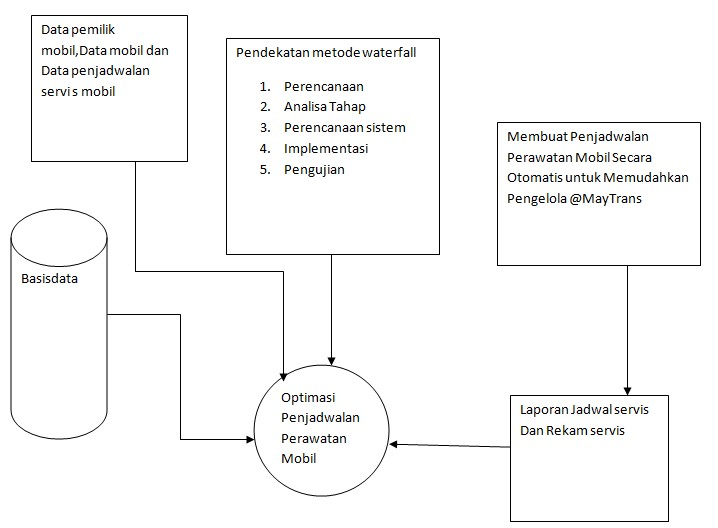 Data pemilik
mobil,Data mobil dan
Data penjadwalan
servis mobil
Pendekatan metode waterfall
1. Perencanaan
2. Analisa Tahap
3. Perencanaan sistem
4. Implementasi
5. Pengujian
Membuat Penjadwalan
Perawatan Mobil Secara
Otomatis untuk Memudahkan
Pengelola @MayTrans
Basisdata
Optimasi
Penjadwalan
Perawatan
Mobil
Laporan Jadwal servis
Dan Rekam servis